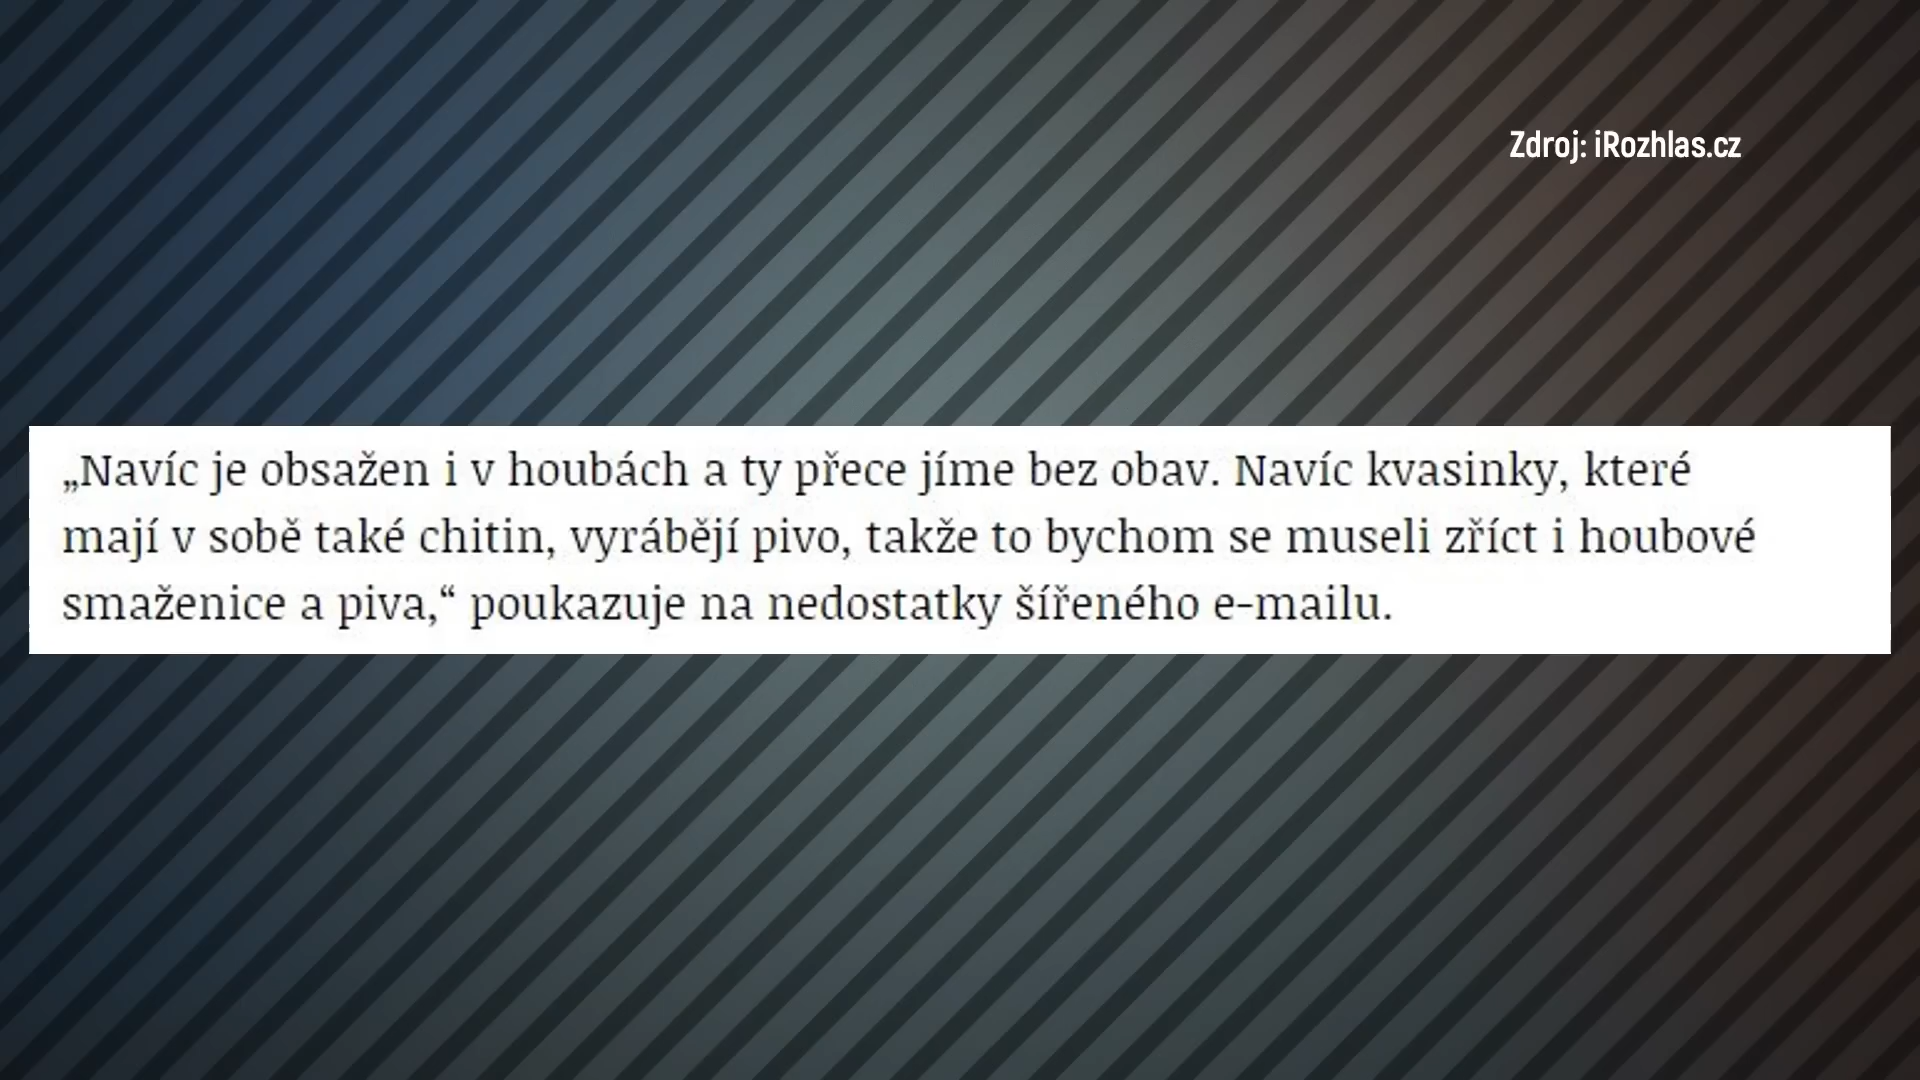 Zdroj: iRozhlas.cz
„Navíc je obsažen i v houbách a ty přece jíme bez obav. Navíc kvasinky, které
mají v sobě také chitin, vyrábějí pivo, takže to bychom se museli zříct i houbové
smaženice a piva,“ poukazuje na nedostatky šířeného e-mailu.